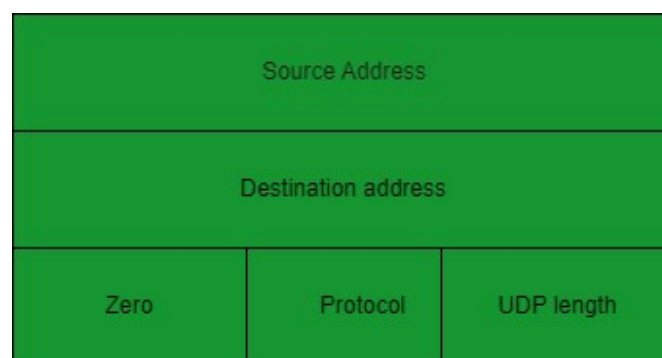 Source Address
Destination address
Zero Protocol UDP length